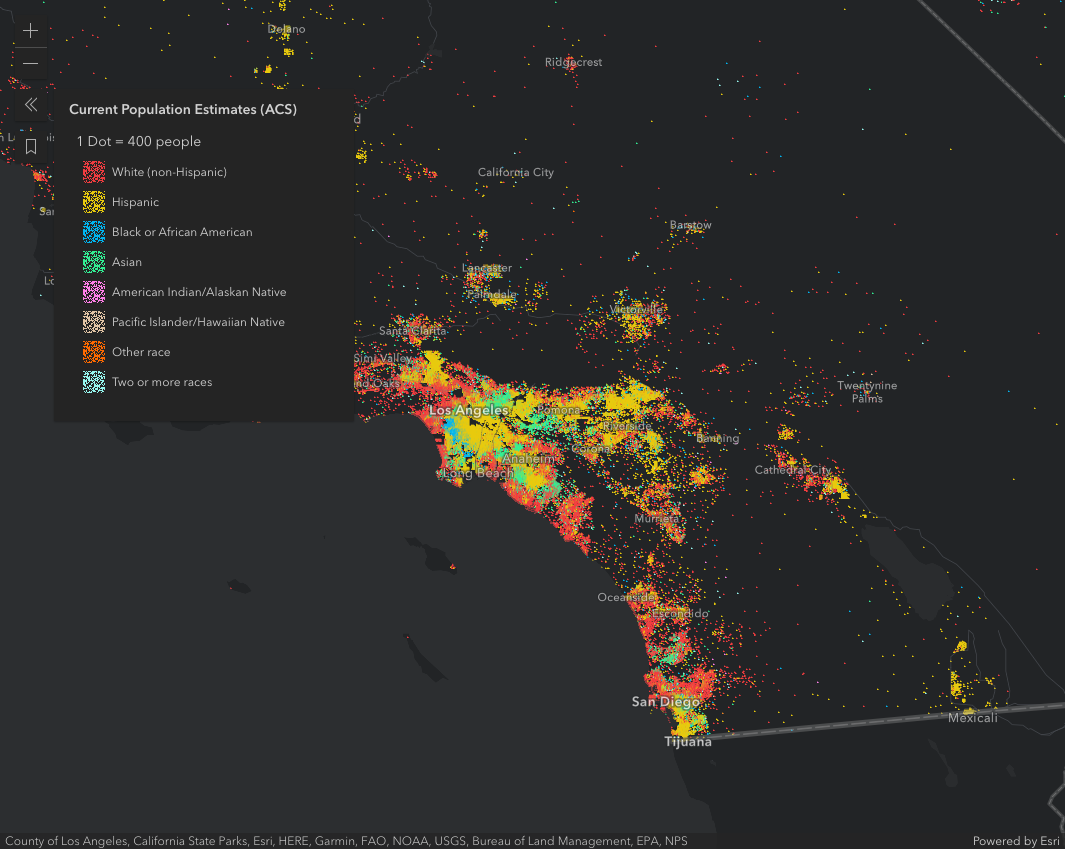 Delano
Ridgecrest
Current Population Estimates (ACS)
1 Dot = 400 people
White (non-Hispanic)
Hispanic
Black or African American
Asian
American Indian/Alaskan Native
Pacific Islander/Hawaiian Native
Other race
Two or more races
d
California City
Barstow
Lancaster
Palmdale
Victorville
Santa Clarita
Simi Valley
ng Oaks
Twentynine
Palms
Los Angeles
Pomona
Riverside
Corona
Banning
Anaheim
Long Beach
Cathedral City
Murrieta
Oceanside
Escondido
San Diego
Mexicali
Tijuana
County of Los Angeles, California State Parks, Esri, HERE, Garmin, FAO, NOAA, USGS, Bureau of Land Management, EPA, NPS
Powered by Esri